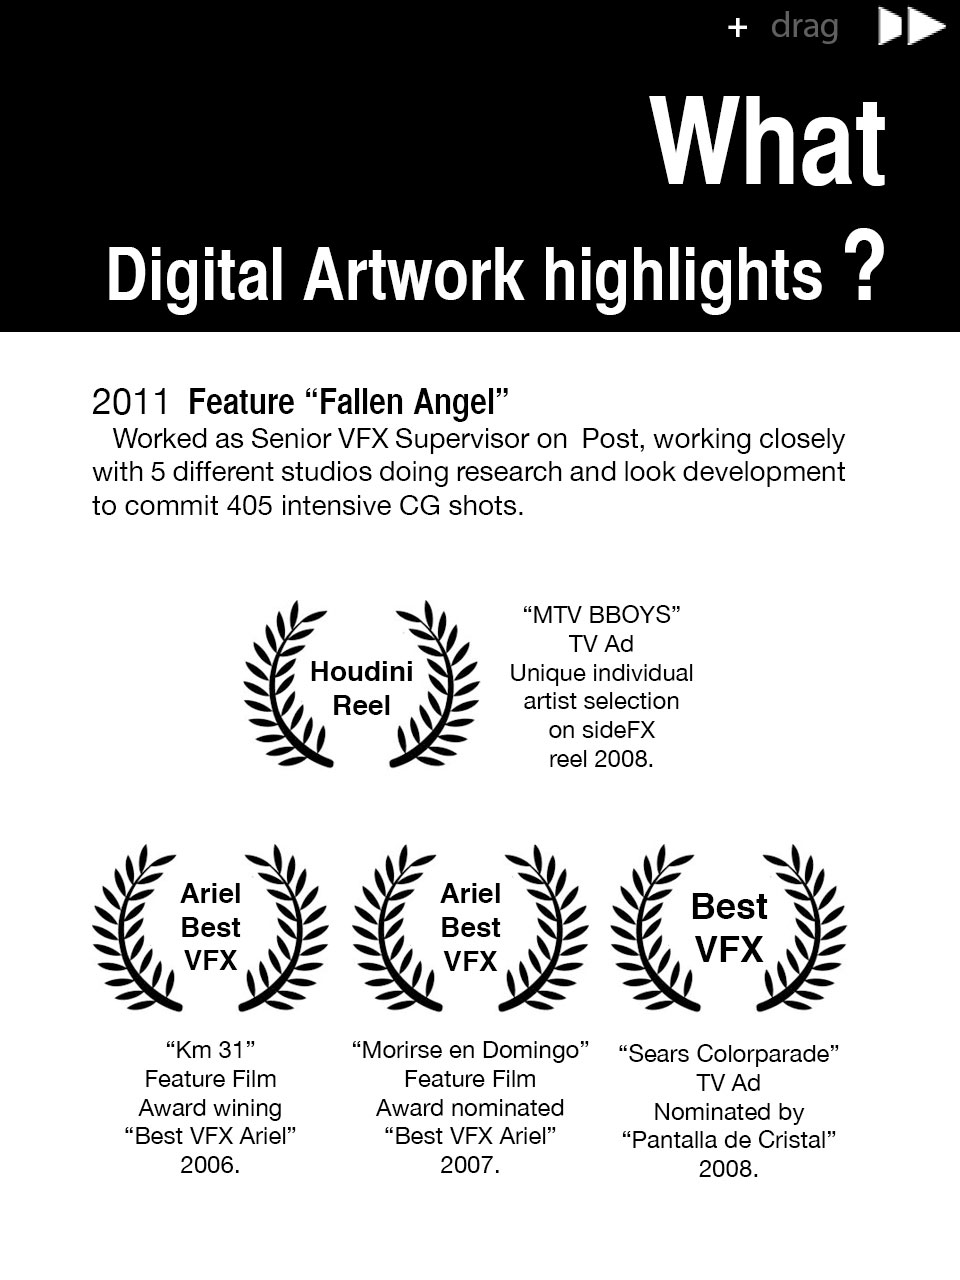 + drag
What
Digital Artwork highlights ?
2011 Feature “Fallen Angel”
Worked as Senior VFX Supervisor on Post, working closely
with 5 different studios doing research and look development
to commit 405 intensive CG shots.
Houdini
Reel
“MTV BBOYS”
TV Ad
Unique individual
artist selection
on sideFX
reel 2008.
Ariel
Best
VFX
“Km 31”
Feature Film
Award wining
“Best VFX Ariel”
2006.
Ariel
Best
VFX
“Morirse en Domingo”
Feature Film
Award nominated
“Best VFX Ariel”
2007.
Best
VFX
“Sears Colorparade”
TV Ad
Nominated by
“Pantalla de Cristal”
2008.